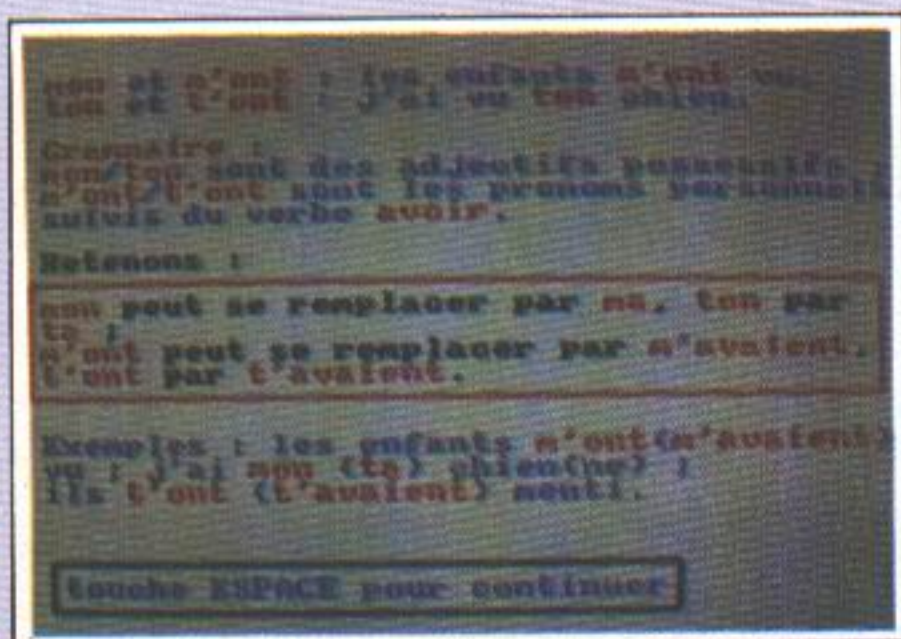 mon et m'ont : les enfants m'ont vu.
ton et t'ont : j'ai vu ton chien.
Grammaire :
mon/ton sont des adjectifs possessifs
m'ont/t'ont sont les pronoms personnels
suivis du verbe avoir.
Retenons :
mon peut se remplacer par ma, ton par
ta ;
m'ont peut se remplacer par m'avaient,
t'ont par t'avaient.
Exemples : les enfants m'ont(m'avaient)
vu ; j'ai mon (ta) chien(ne) ;
ils t'ont (t'avaient) menti.
touche ESPACE pour continuer